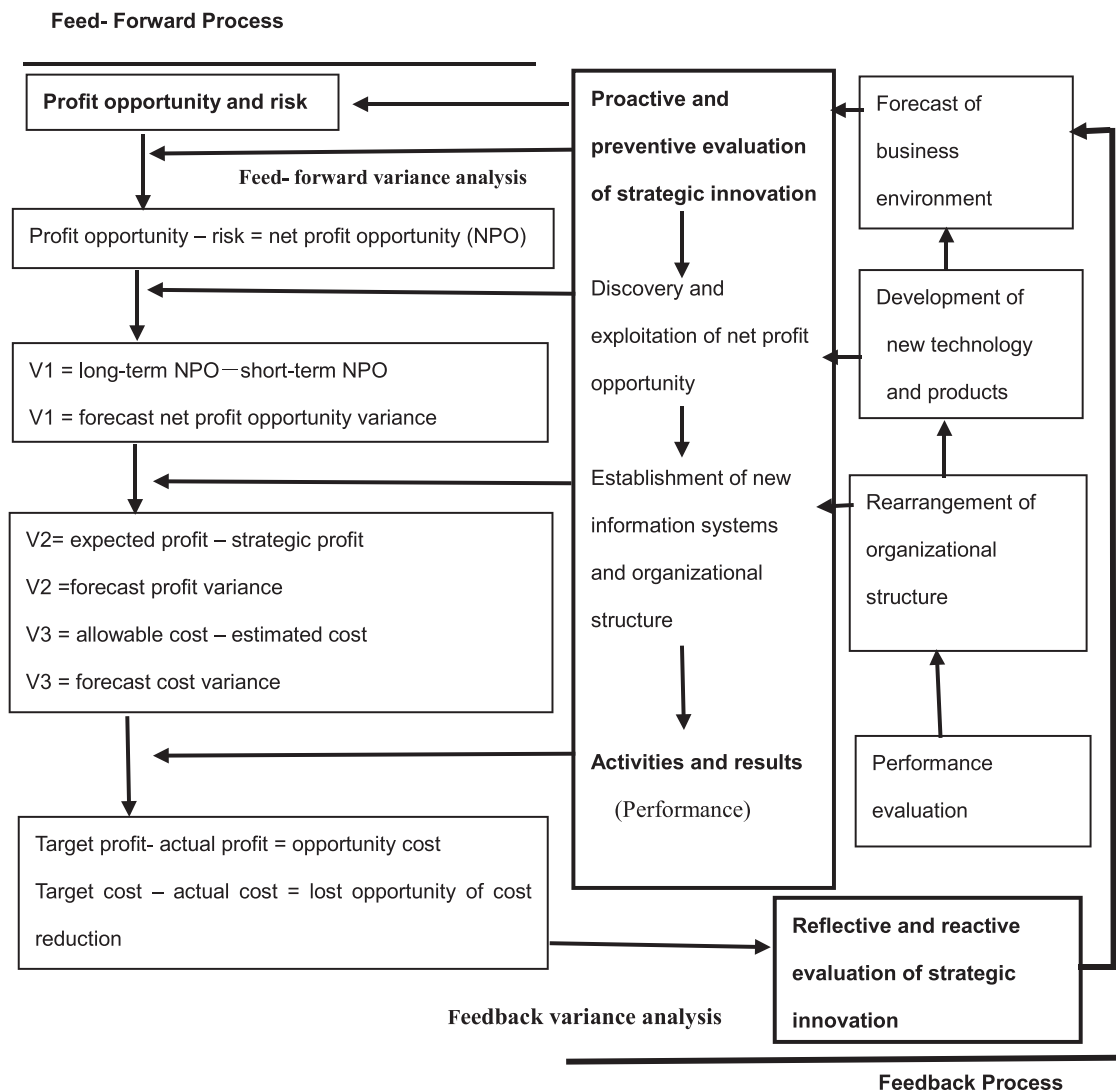 Feed- Forward Process
Profit opportunity and risk
Feed- forward variance analysis
Profit opportunity – risk = net profit opportunity (NPO)
V1 = long-term NPO－short-term NPO
V1 = forecast net profit opportunity variance
V2= expected profit – strategic profit
V2 =forecast profit variance
V3 = allowable cost – estimated cost
V3 = forecast cost variance
Target profit- actual profit = opportunity cost
Target cost – actual cost = lost opportunity of cost
reduction
Proactive and
preventive evaluation
of strategic innovation
Discovery and
exploitation of net profit
opportunity
Establishment of new
information systems
and organizational
structure
Activities and results
(Performance)
Forecast of
business
environment
Development of
new technology
and products
Rearrangement of
organizational
structure
Performance
evaluation
Reflective and reactive
evaluation of strategic
innovation
Feedback variance analysis
Feedback Process